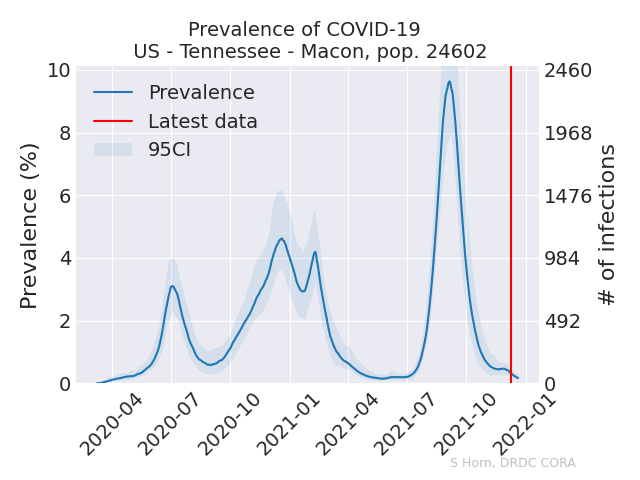 Prevalence of COVID-19
US - Tennessee - Macon, pop. 24602
Prevalence (%)
10
8
6
4
2
0
Prevalence
Latest data
95CI
2460
1968
1476
984
492
0
# of infections
2020-04
2020-07
2020-10
2021-01
2021-04
2021-07
2021-10
2022-01
S Horn, DRDC CORA